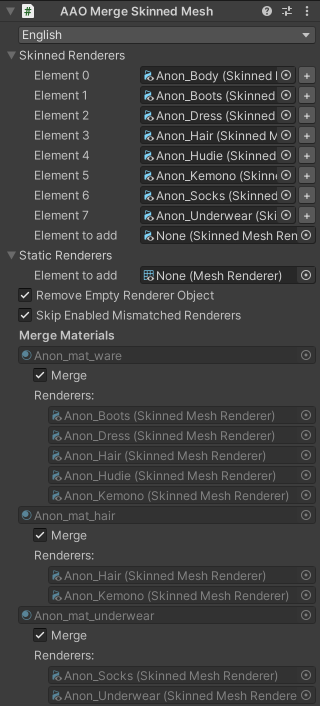 AAO Merge Skinned Mesh
English
Skinned Renderers
Element 0 Anon_Body (Skinned
Element 1 Anon_Boots (Skinned
Element 2 Anon_Dress (Skinned
Element 3 Anon_Hair (Skinned M
Element 4 Anon_Hudie (Skinned
Element 5 Anon_Kemono (Skinn
Element 6 Anon_Socks (Skinned
Element 7 Anon_Underwear (Ski
Element to add None (Skinned Mesh Ren
Static Renderers
Element to add None (Mesh Renderer)
Remove Empty Renderer Object
Skip Enabled Mismatched Renderers
Merge Materials
Anon_mat_ware
Merge
Renderers:
Anon_Boots (Skinned Mesh Renderer)
Anon_Dress (Skinned Mesh Renderer)
Anon_Hair (Skinned Mesh Renderer)
Anon_Hudie (Skinned Mesh Renderer)
Anon_Kemono (Skinned Mesh Renderer)
Anon_mat_hair
Merge
Renderers:
Anon_Hair (Skinned Mesh Renderer)
Anon_Kemono (Skinned Mesh Renderer)
Anon_mat_underwear
Merge
Renderers:
Anon_Socks (Skinned Mesh Renderer)
Anon_Underwear (Skinned Mesh Rendere